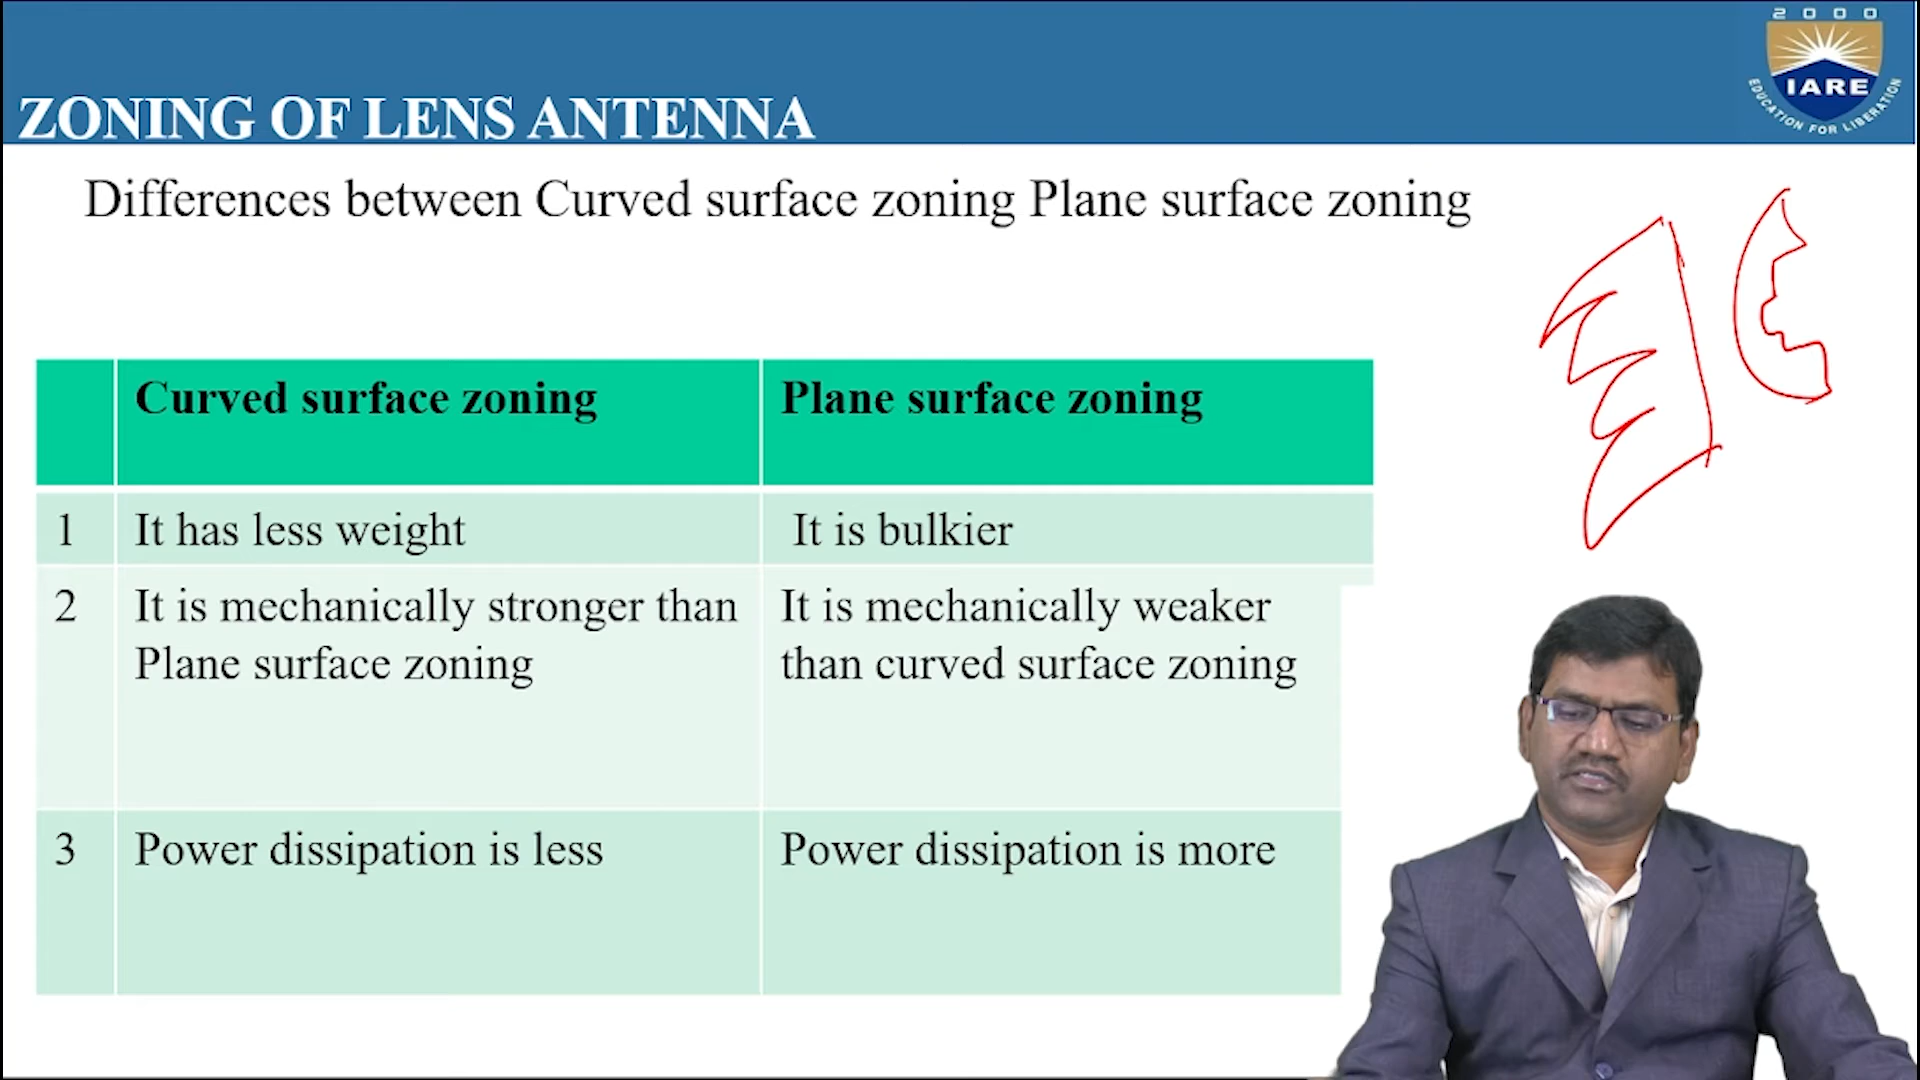 2000
IARE
EDUCATION FOR LIBERATION
ZONING OF LENS ANTENNA
Differences between Curved surface zoning Plane surface zoning
Curved surface zoning
Plane surface zoning
1
It has less weight
It is bulkier
2
It is mechanically stronger than
Plane surface zoning
It is mechanically weaker
than curved surface zoning
3
Power dissipation is less
Power dissipation is more